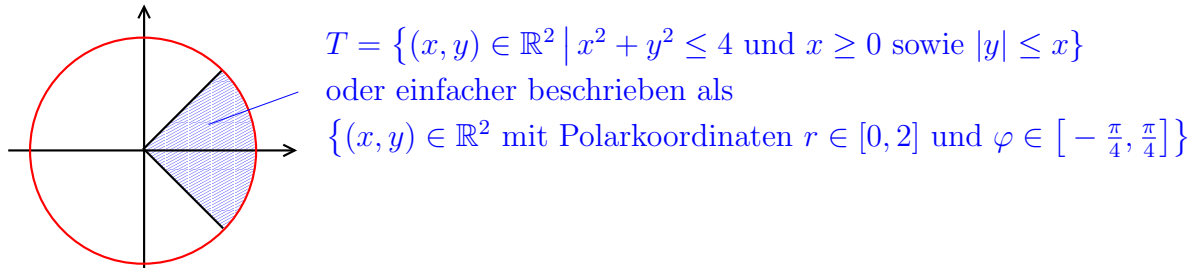 T = {(x, y) ∈ ℝ² | x² + y² ≤ 4 und x ≥ 0 sowie |y| ≤ x}
oder einfacher beschrieben als
{(x, y) ∈ ℝ² mit Polarkoordinaten r ∈ [0, 2] und φ ∈ [ − π/4, π/4 ]}